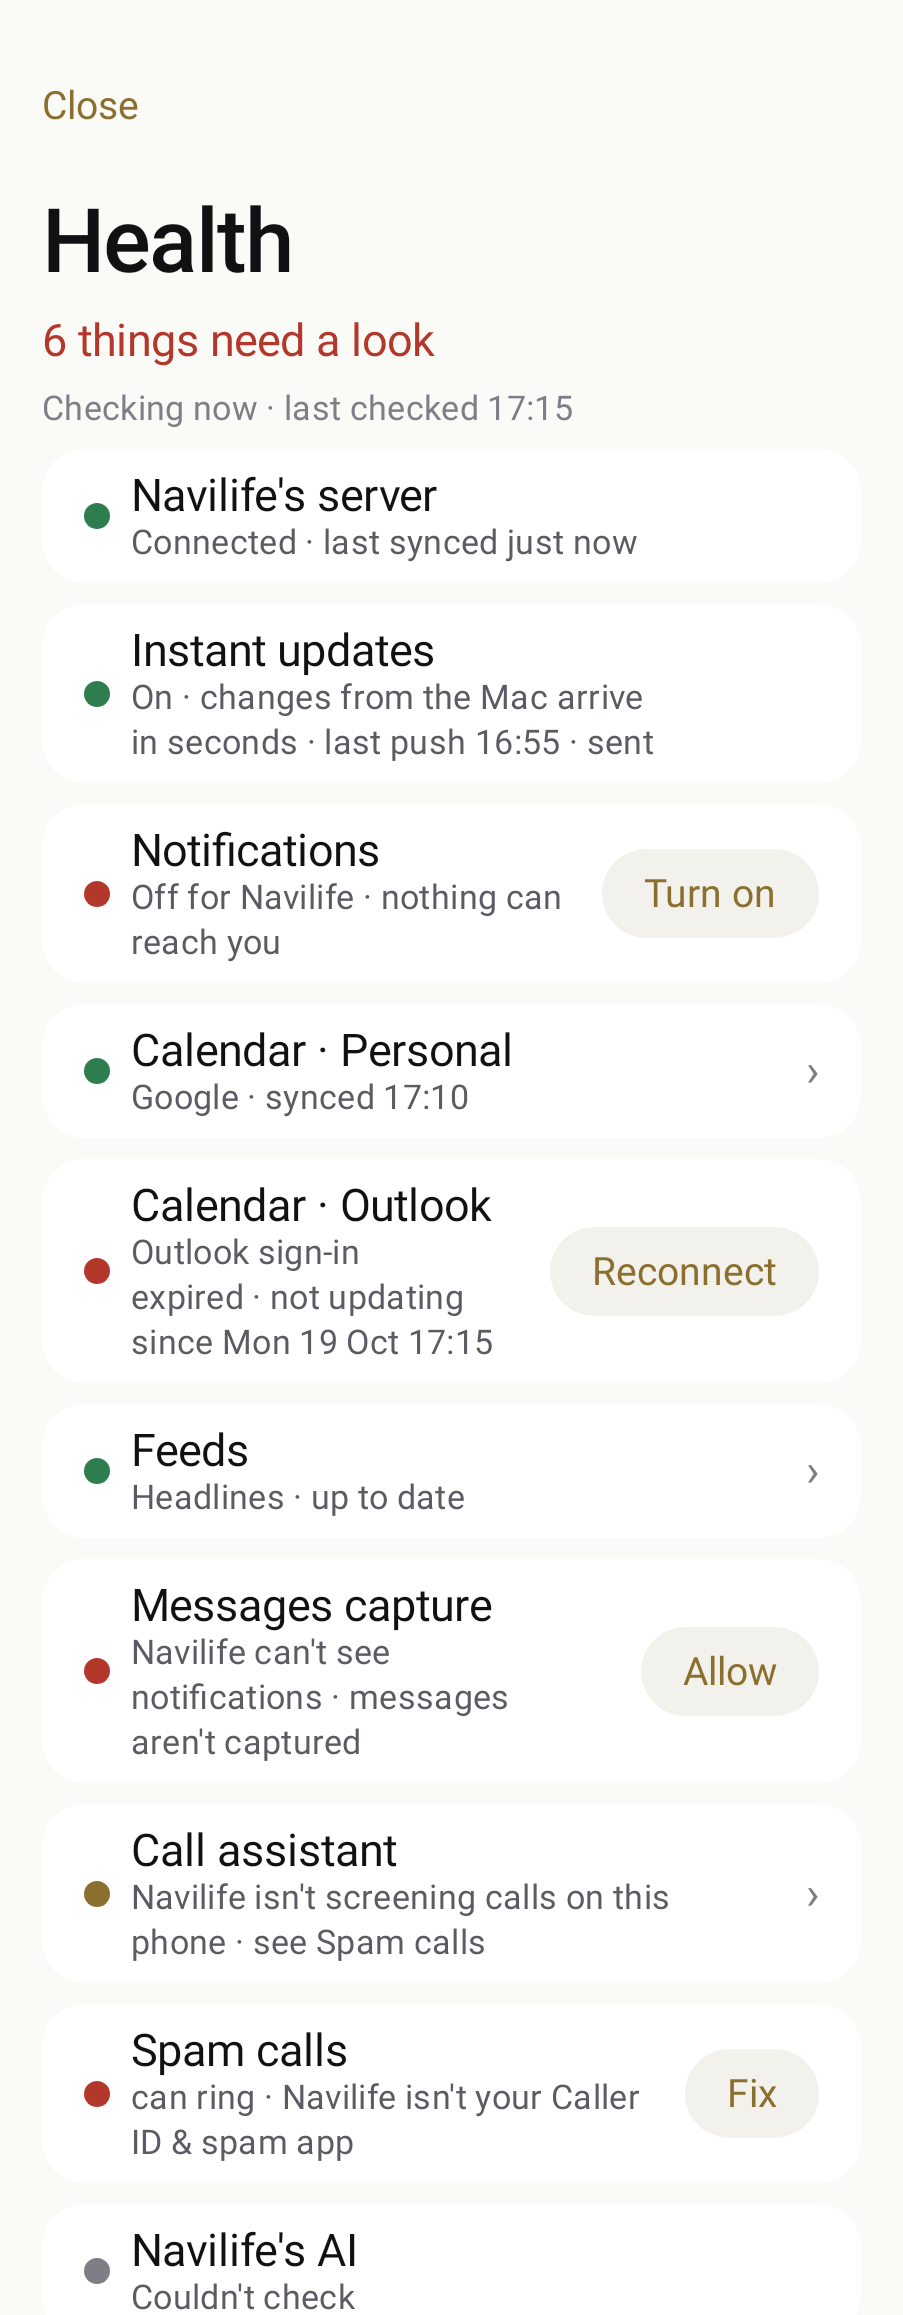 Close
Health
6 things need a look
Checking now · last checked 17:15
Navilife's server
Connected · last synced just now
Instant updates
On · changes from the Mac arrive
in seconds · last push 16:55 · sent
Notifications
Off for Navilife · nothing can
reach you
Turn on
Calendar · Personal
Google · synced 17:10
›
Calendar · Outlook
Outlook sign-in
expired · not updating
since Mon 19 Oct 17:15
Reconnect
Feeds
Headlines · up to date
›
Messages capture
Navilife can't see
notifications · messages
aren't captured
Allow
Call assistant
Navilife isn't screening calls on this
phone · see Spam calls
›
Spam calls
can ring · Navilife isn't your Caller
ID & spam app
Fix
Navilife's AI
Couldn't check